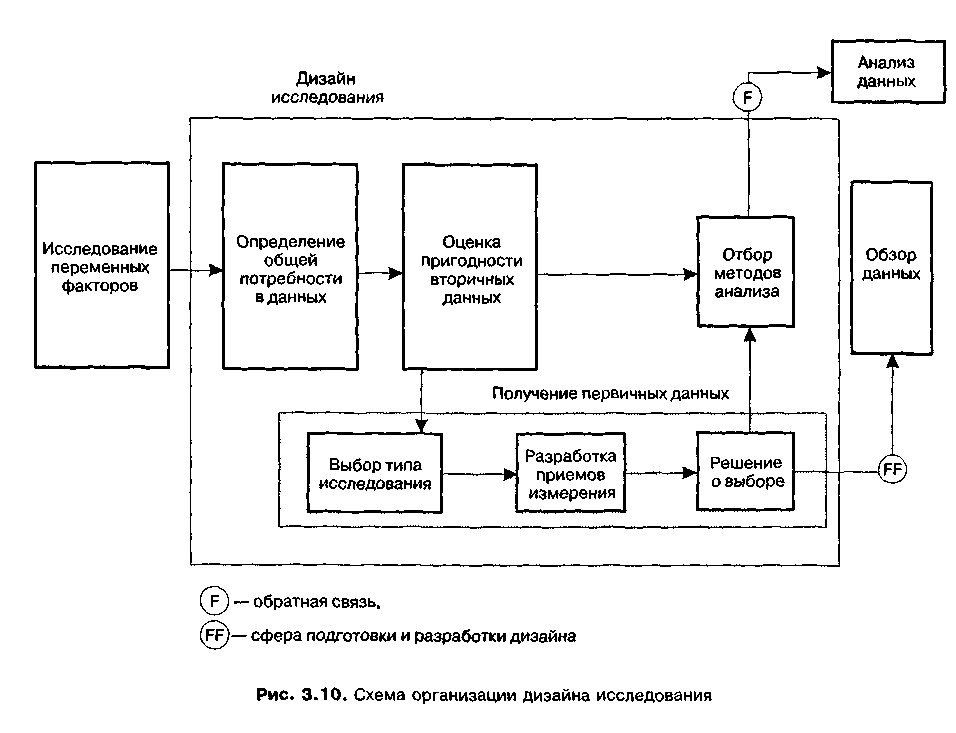 Дизайн
исследования
F
Анализ
данных
Исследование
переменных
факторов
Определение
общей
потребности
в данных
Оценка
пригодности
вторичных
данных
Отбор
методов
анализа
Обзор
данных
Получение первичных данных
Выбор типа
исследования
Разработка
приемов
измерения
Решение
о выборе
FF
F — обратная связь,
FF — сфера подготовки и разработки дизайна
Рис. 3.10. Схема организации дизайна исследования